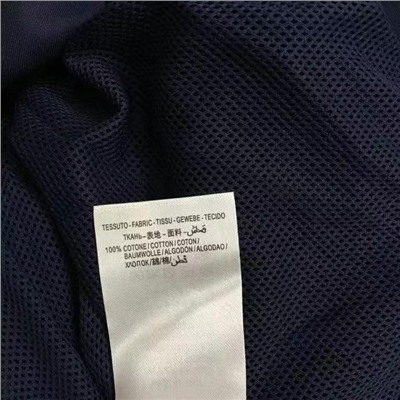 TESSUTO-FABRIC-TISSU-GEWEBE-TECIDO
ТКАНЬ-表地-面料-قماش
100% COTONE/COTTON/COTON/
BAUMWOLLE/ALGODÓN/ALGODAO/
ХЛОПОК/綿/棉/قطن